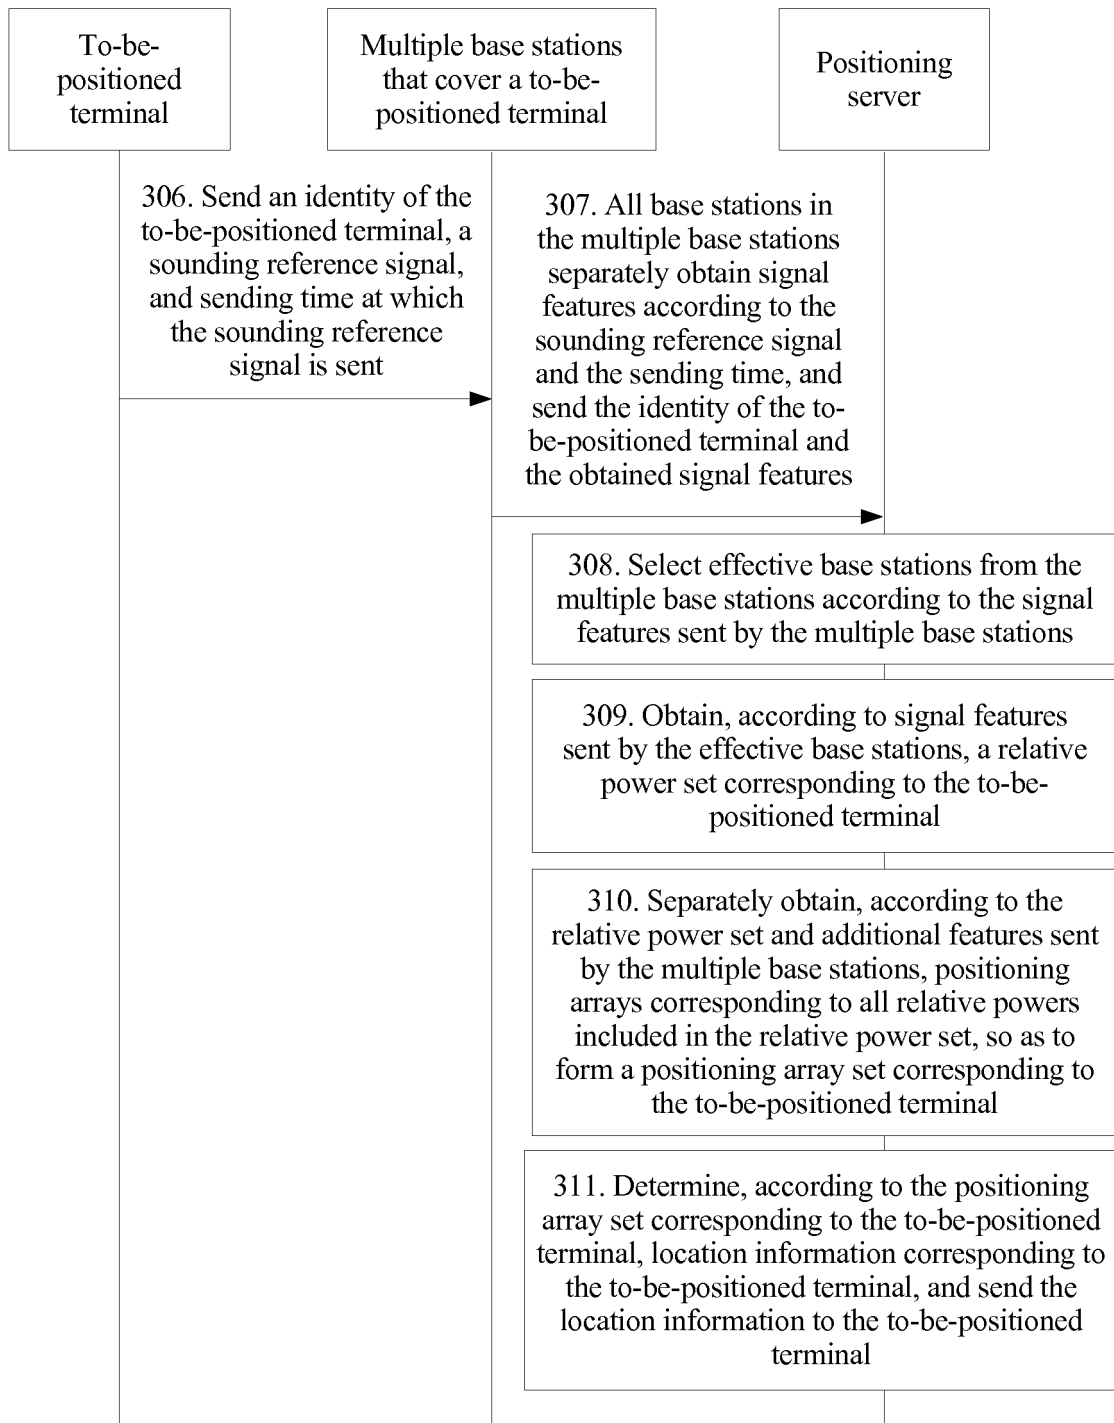 To-be-
positioned
terminal
Multiple base stations
that cover a to-be-
positioned terminal
Positioning
server
306. Send an identity of the
to-be-positioned terminal, a
sounding reference signal,
and sending time at which
the sounding reference
signal is sent
307. All base stations in
the multiple base stations
separately obtain signal
features according to the
sounding reference signal
and the sending time, and
send the identity of the to-
be-positioned terminal and
the obtained signal features
308. Select effective base stations from the
multiple base stations according to the signal
features sent by the multiple base stations
309. Obtain, according to signal features
sent by the effective base stations, a relative
power set corresponding to the to-be-
positioned terminal
310. Separately obtain, according to the
relative power set and additional features sent
by the multiple base stations, positioning
arrays corresponding to all relative powers
included in the relative power set, so as to
form a positioning array set corresponding to
the to-be-positioned terminal
311. Determine, according to the positioning
array set corresponding to the to-be-positioned
terminal, location information corresponding to
the to-be-positioned terminal, and send the
location information to the to-be-positioned
terminal